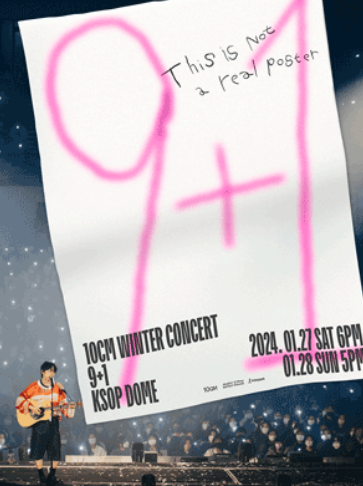 9+1
This is Not
a real poster
10CM WINTER CONCERT
9+1
KSOP DOME
2024. 01.27 SAT 6PM
01.28 SUN 5PM
10CM